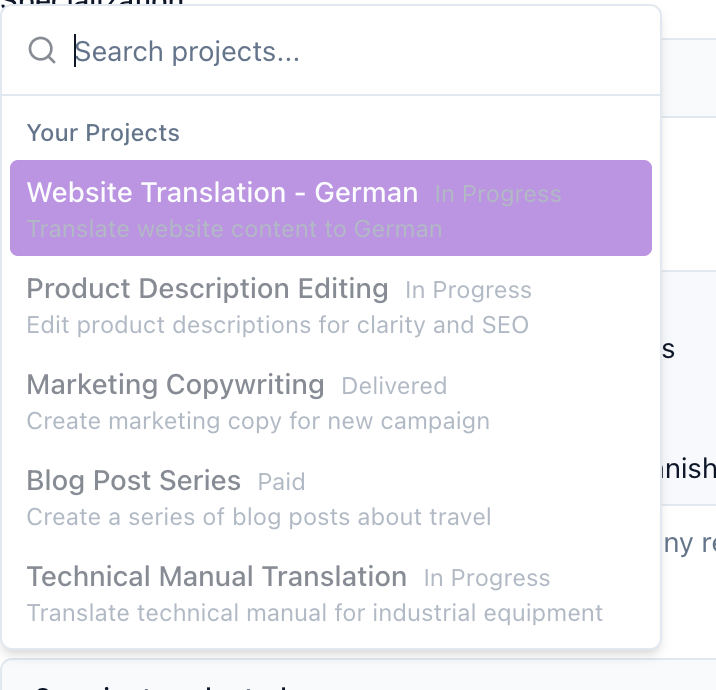 Specialization
Search projects...
Your Projects
Website Translation - German In Progress
Translate website content to German
Product Description Editing In Progress
Edit product descriptions for clarity and SEO
Marketing Copywriting Delivered
Create marketing copy for new campaign
Blog Post Series Paid
Create a series of blog posts about travel
Technical Manual Translation In Progress
Translate technical manual for industrial equipment